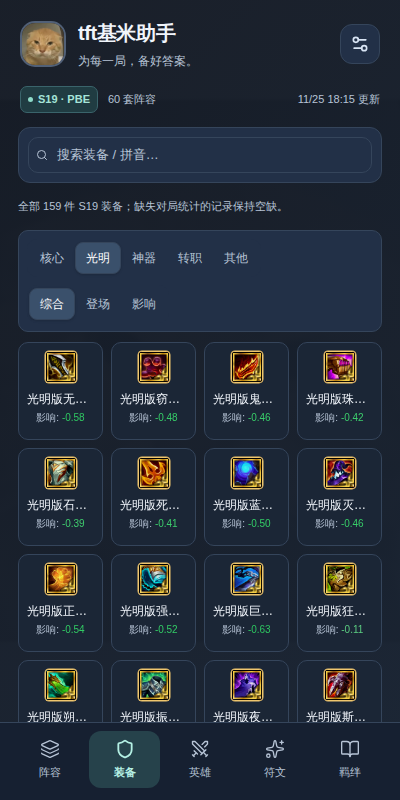 tft基米助手
为每一局，备好答案。
S19 · PBE
60 套阵容
11/25 18:15 更新
搜索装备 / 拼音…
全部 159 件 S19 装备；缺失对局统计的记录保持空缺。
核心 光明 神器 转职 其他
综合 登场 影响
光明版无… 光明版窃… 光明版鬼… 光明版珠…
影响: -0.58 影响: -0.48 影响: -0.46 影响: -0.42
光明版石… 光明版死… 光明版蓝… 光明版灭…
影响: -0.39 影响: -0.41 影响: -0.50 影响: -0.46
光明版正… 光明版强… 光明版巨… 光明版狂…
影响: -0.54 影响: -0.52 影响: -0.63 影响: -0.11
光明版朔… 光明版振… 光明版夜… 光明版斯…
阵容 装备 英雄 符文 羁绊